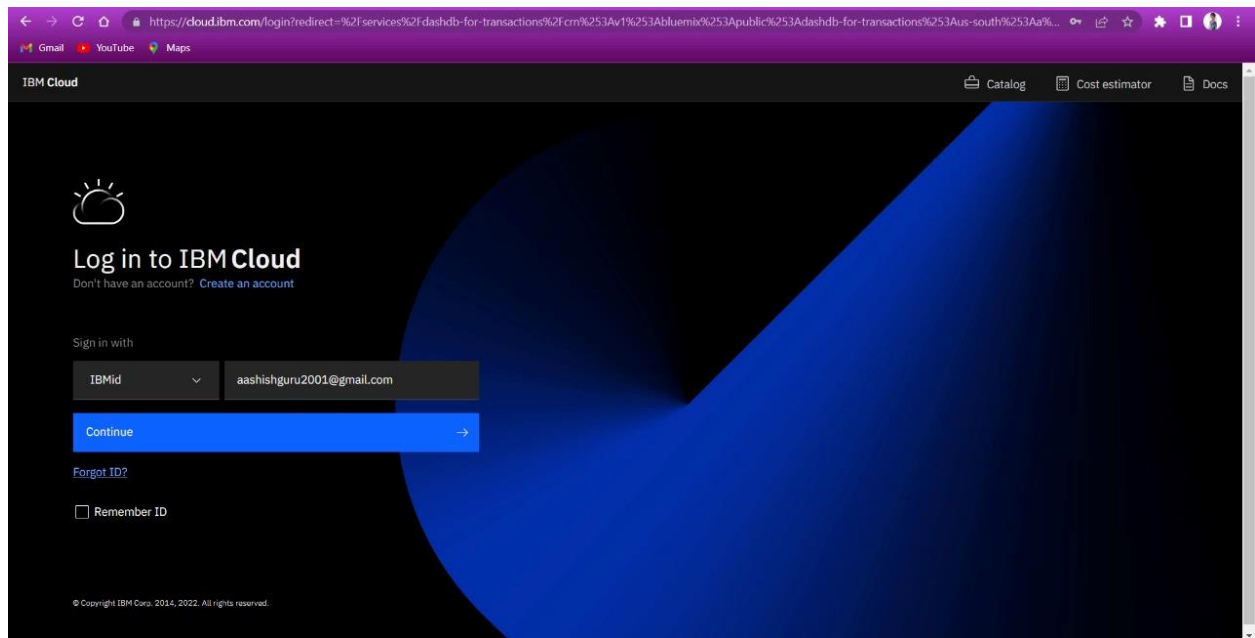 https://cloud.ibm.com/login?redirect=%2Fservices%2Fdashdb-for-transactions%2Fcrn%253Av1%253Abluemix%253Apublic%253Adashdb-for-transactions%253Aus-south%253Aa%...
Gmail YouTube Maps
IBM Cloud Catalog Cost estimator Docs
Log in to IBM Cloud
Don't have an account? Create an account
Sign in with
IBMid aashishguru2001@gmail.com
Continue
Forgot ID?
Remember ID
© Copyright IBM Corp. 2014, 2022. All rights reserved.